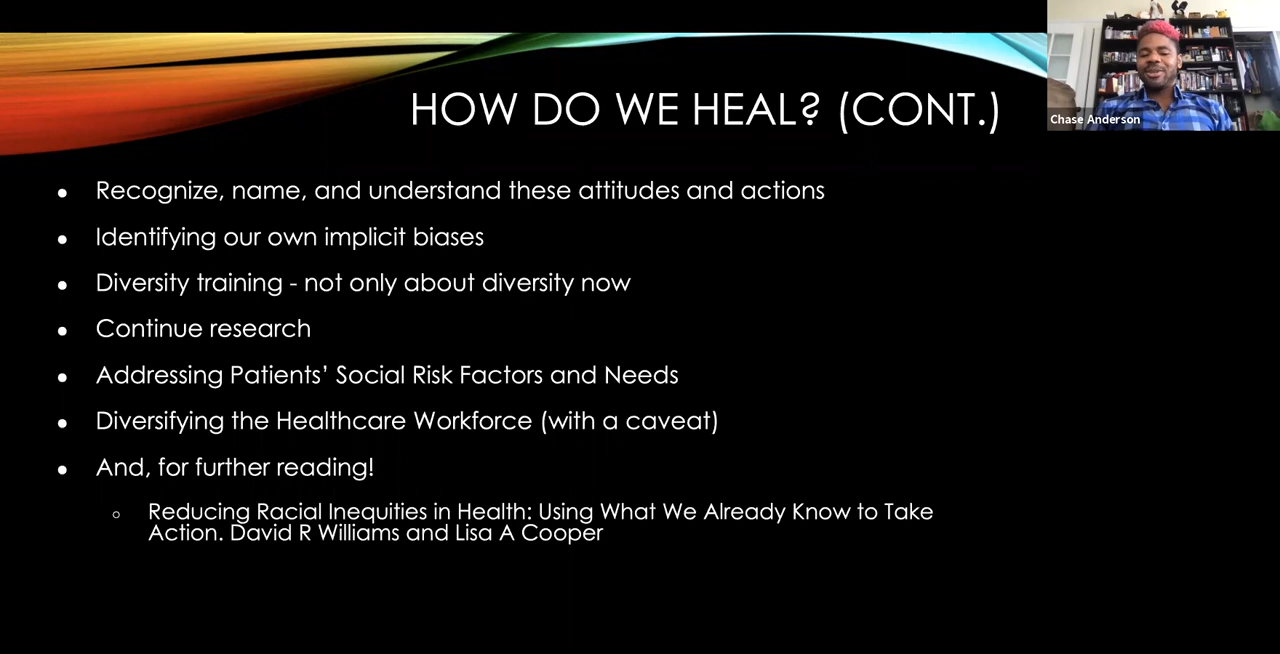 HOW DO WE HEAL? (CONT.)
Chase Anderson
• Recognize, name, and understand these attitudes and actions
• Identifying our own implicit biases
• Diversity training - not only about diversity now
• Continue research
• Addressing Patients’ Social Risk Factors and Needs
• Diversifying the Healthcare Workforce (with a caveat)
• And, for further reading!
○ Reducing Racial Inequities in Health: Using What We Already Know to Take
Action. David R Williams and Lisa A Cooper